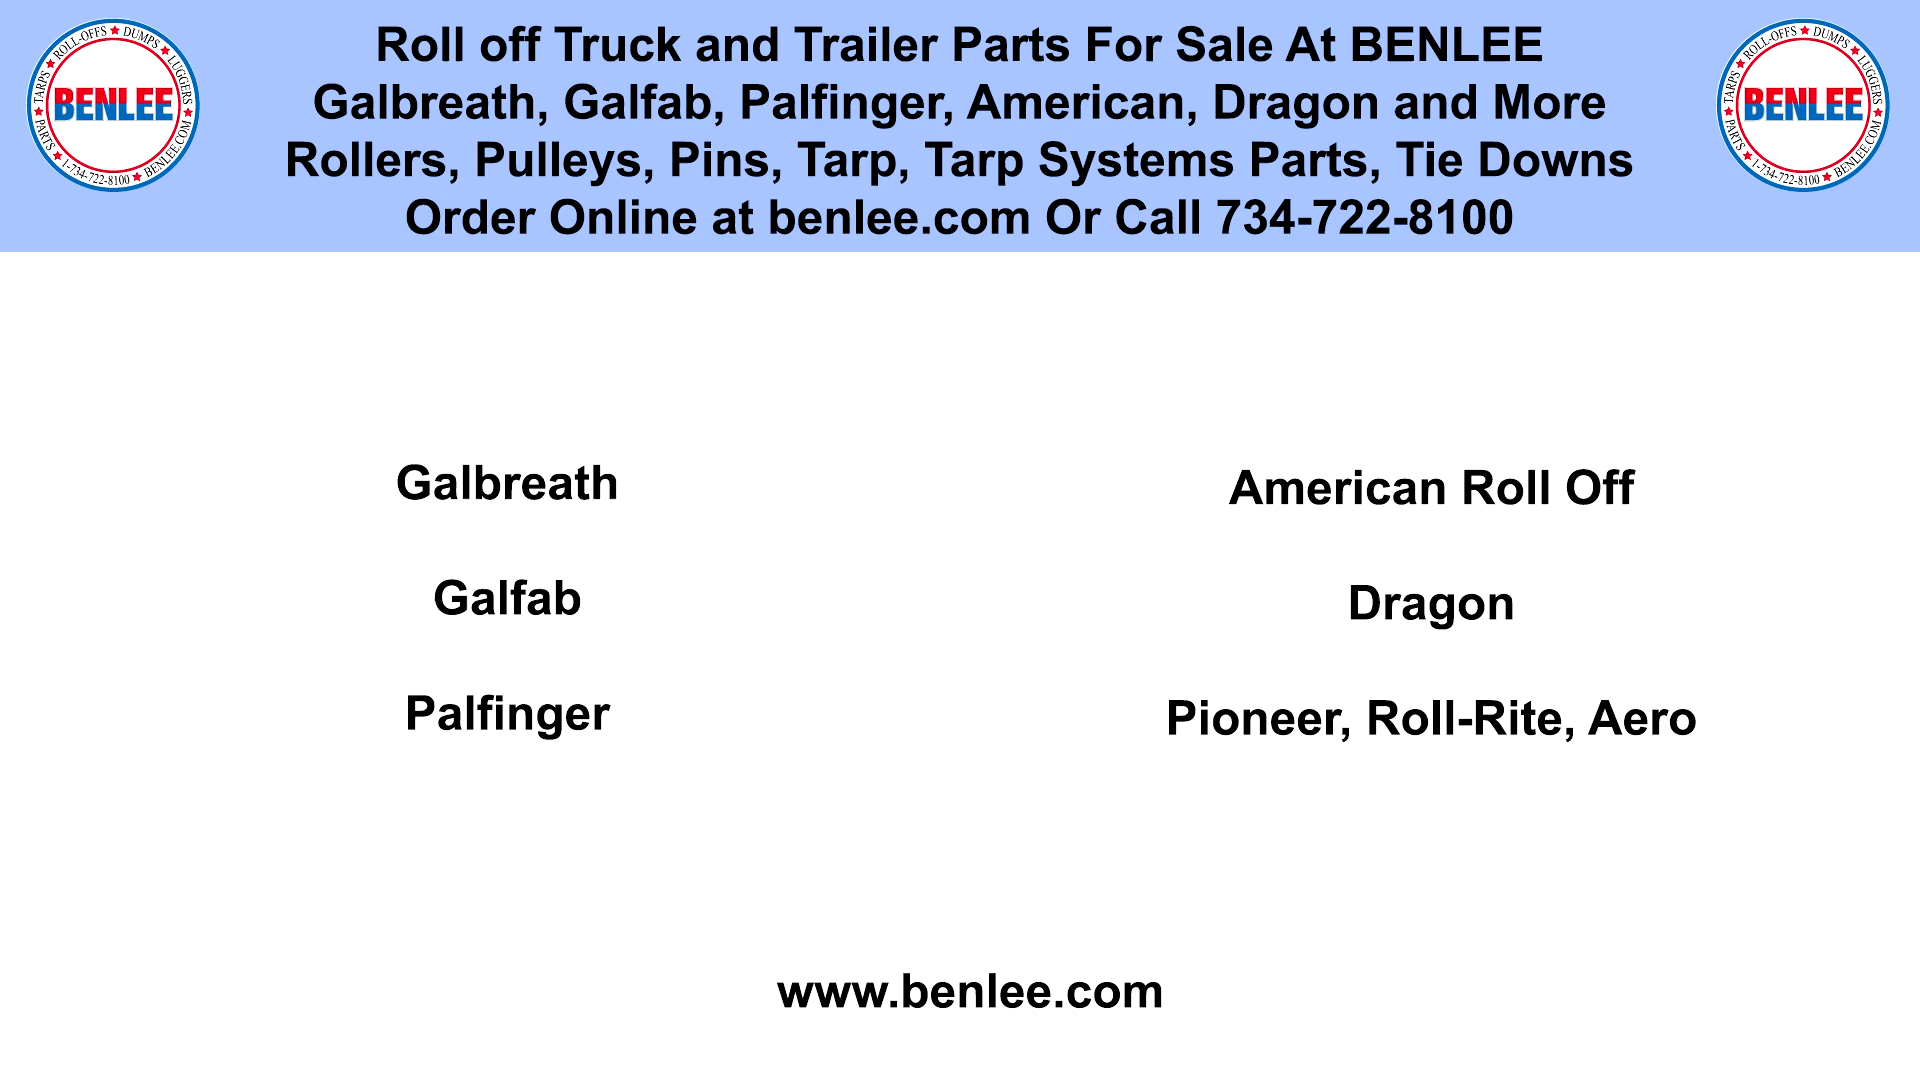 Roll off Truck and Trailer Parts For Sale At BENLEE
Galbreath, Galfab, Palfinger, American, Dragon and More
Rollers, Pulleys, Pins, Tarp, Tarp Systems Parts, Tie Downs
Order Online at benlee.com Or Call 734-722-8100
TARPS ★ ROLL-OFFS ★ DUMPS ★ LUGGERS ★
BENLEE
★ PARTS ★ 1-734-722-8100 ★ BENLEE.COM
TARPS ★ ROLL-OFFS ★ DUMPS ★ LUGGERS ★
BENLEE
★ PARTS ★ 1-734-722-8100 ★ BENLEE.COM
Galbreath
Galfab
Palfinger
American Roll Off
Dragon
Pioneer, Roll-Rite, Aero
www.benlee.com